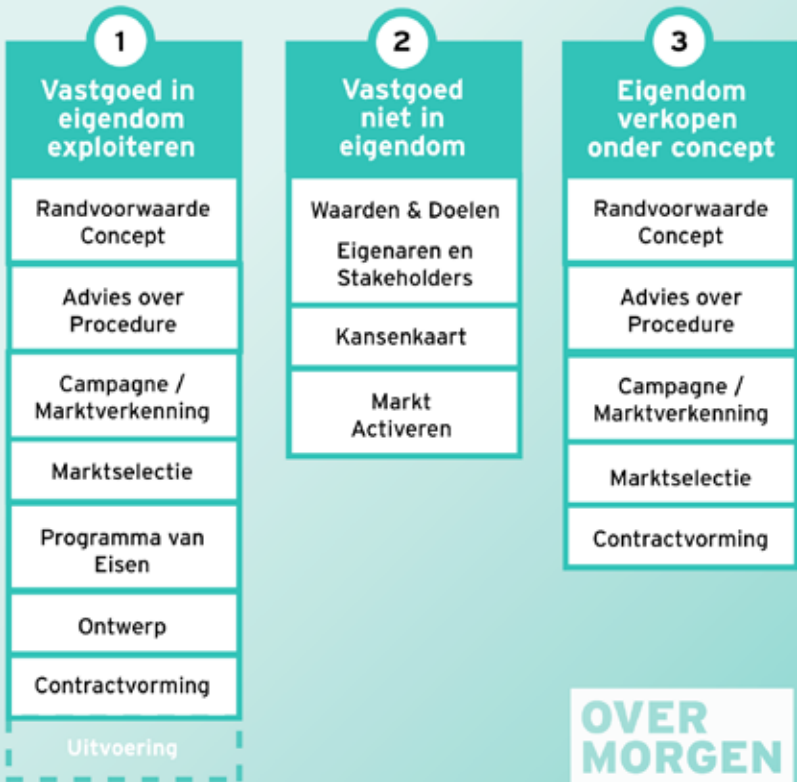 1
Vastgoed in
eigendom
exploiteren
Randvoorwaarde
Concept
Advies over
Procedure
Campagne /
Marktverkenning
Marktselectie
Programma van
Eisen
Ontwerp
Contractvorming
Uitvoering
2
Vastgoed
niet in
eigendom
Waarden & Doelen
Eigenaren en
Stakeholders
Kansenkaart
Markt
Activeren
3
Eigendom
verkopen
onder concept
Randvoorwaarde
Concept
Advies over
Procedure
Campagne /
Marktverkenning
Marktselectie
Contractvorming
OVER
MORGEN